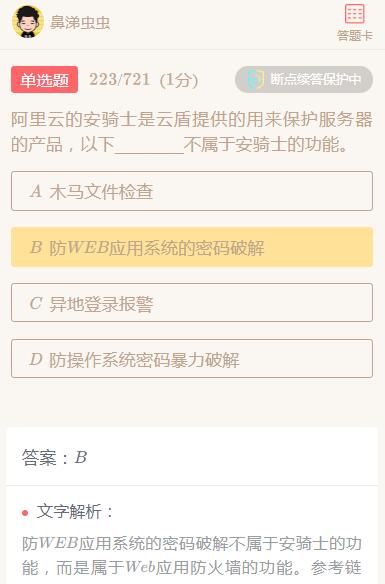 鼻涕虫虫
答题卡
单选题 223/721 (1分) 断点续答保护中
阿里云的安骑士是云盾提供的用来保护服务器
的产品，以下________不属于安骑士的功能。
A 木马文件检查
B 防WEB应用系统的密码破解
C 异地登录报警
D 防操作系统密码暴力破解
答案：B
文字解析：
防WEB应用系统的密码破解不属于安骑士的功
能，而是属于Web应用防火墙的功能。参考链